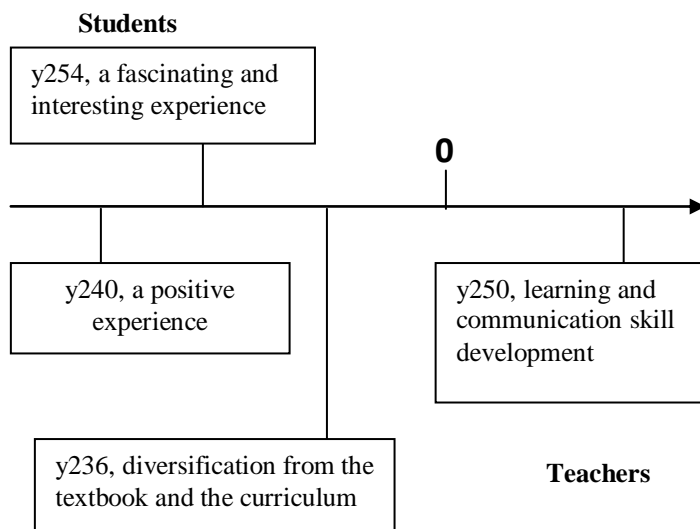 Students
y254, a fascinating and
interesting experience
0
y240, a positive
experience
y250, learning and
communication skill
development
y236, diversification from the
textbook and the curriculum
Teachers